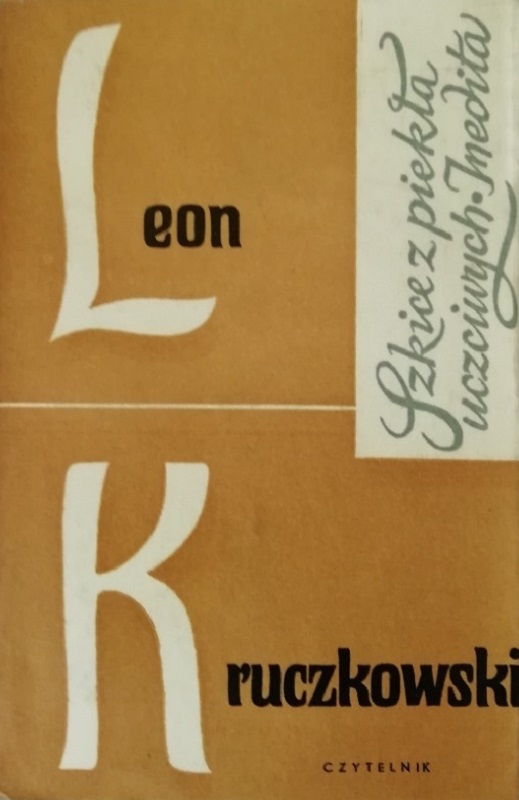 Leon
Szkice z piekła
uczciwych • Inedita
Kruczkowski
CZYTELNIK